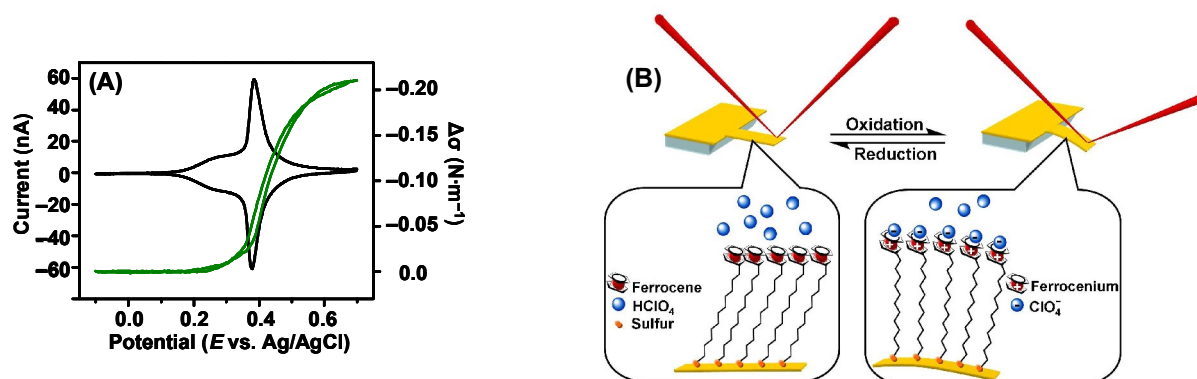 (A)
Current (nA)
60
40
20
0
–20
–40
–60
–0.20
–0.15
–0.10
–0.05
0.0
Δσ (N·m⁻¹)
0.0 0.2 0.4 0.6
Potential (E vs. Ag/AgCl)
(B)
Oxidation
Reduction
Ferrocene
HClO₄
Sulfur
Ferrocenium
ClO₄⁻
+ + + + +
- - - - -